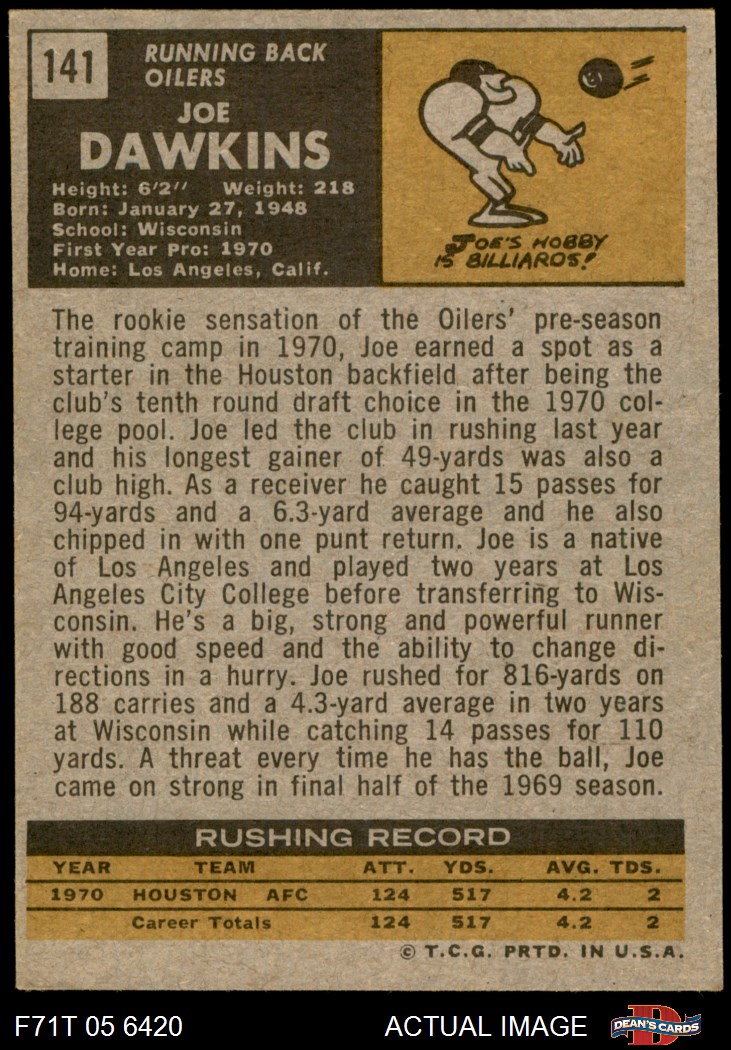 141
RUNNING BACK
OILERS
JOE
DAWKINS
Height: 6'2" Weight: 218
Born: January 27, 1948
School: Wisconsin
First Year Pro: 1970
Home: Los Angeles, Calif.
8
JOE'S HOBBY
IS BILLIARDS!
The rookie sensation of the Oilers' pre-season
training camp in 1970, Joe earned a spot as a
starter in the Houston backfield after being the
club's tenth round draft choice in the 1970 col-
lege pool. Joe led the club in rushing last year
and his longest gainer of 49-yards was also a
club high. As a receiver he caught 15 passes for
94-yards and a 6.3-yard average and he also
chipped in with one punt return. Joe is a native
of Los Angeles and played two years at Los
Angeles City College before transferring to Wis-
consin. He's a big, strong and powerful runner
with good speed and the ability to change di-
rections in a hurry. Joe rushed for 816-yards on
188 carries and a 4.3-yard average in two years
at Wisconsin while catching 14 passes for 110
yards. A threat every time he has the ball, Joe
came on strong in final half of the 1969 season.
RUSHING RECORD
YEAR TEAM ATT. YDS. AVG. TDS.
1970 HOUSTON AFC 124 517 4.2 2
Career Totals 124 517 4.2 2
© T.C.G. PRTD. IN U.S.A.
F71T 05 6420 ACTUAL IMAGE D DEAN'S CARDS